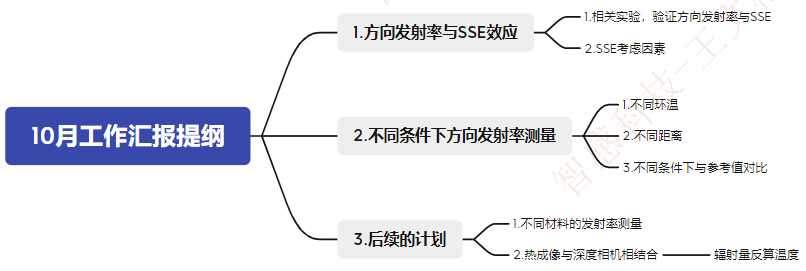 10月工作汇报提纲
1.方向发射率与SSE效应
1.相关实验，验证方向发射率与SSE
2.SSE考虑因素
2.不同条件下方向发射率测量
1.不同环温
2.不同距离
3.不同条件下与参考值对比
3.后续的计划
1.不同材料的发射率测量
2.热成像与深度相机相结合
辐射量反算温度
智感科技-王文